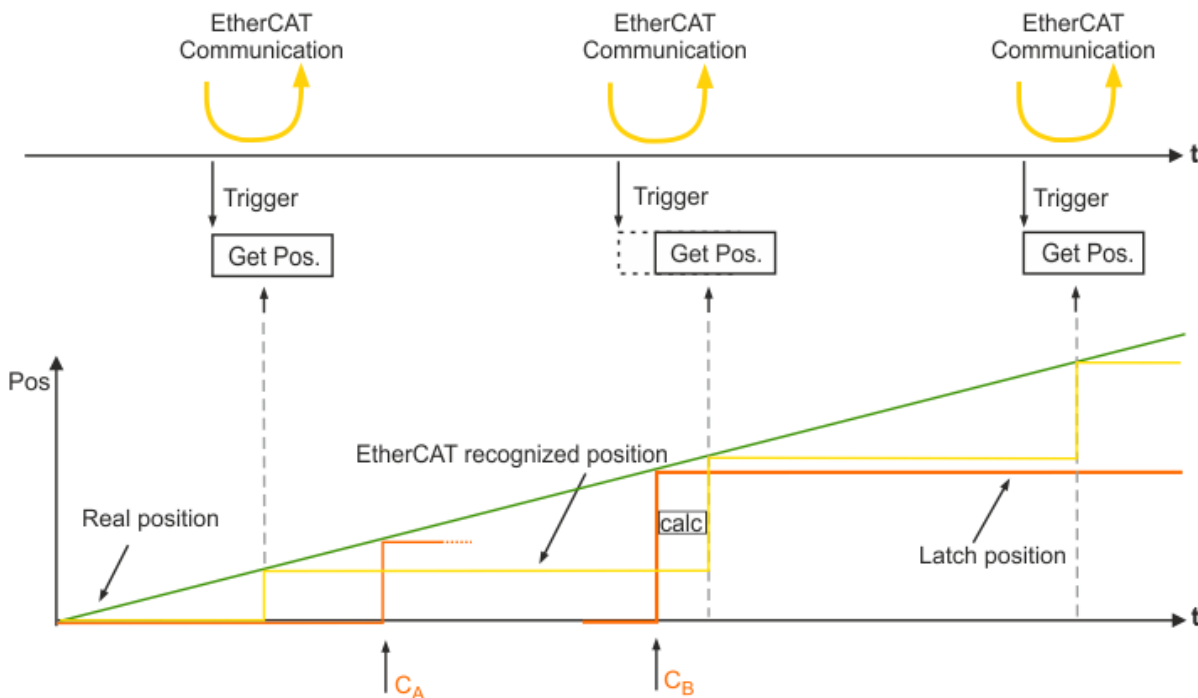 EtherCAT
Communication
EtherCAT
Communication
EtherCAT
Communication
t
Trigger
Trigger
Trigger
Get Pos.
Get Pos.
Get Pos.
Pos
EtherCAT recognized position
Real position
calc
Latch position
t
CA
CB